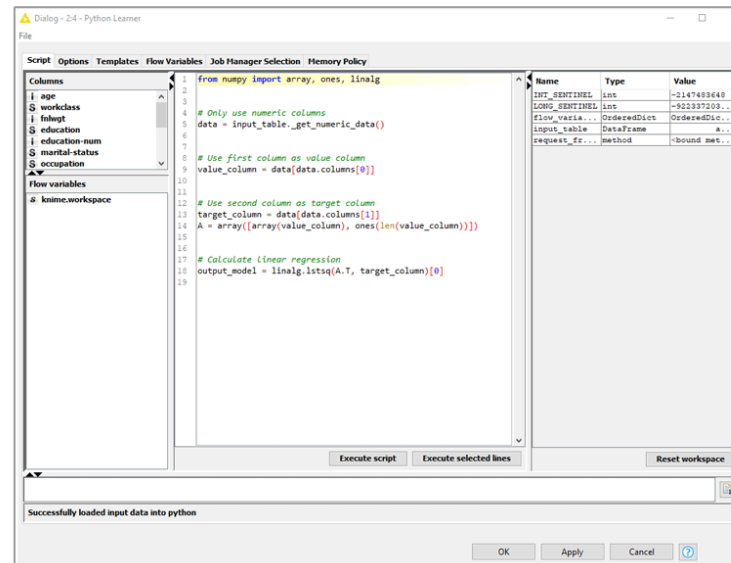 Dialog - 2:4 - Python Learner
File
Script Options Templates Flow Variables Job Manager Selection Memory Policy
Columns
I age
S workclass
I fnlwgt
S education
I education-num
S marital-status
S occupation
Flow variables
S knime.workspace
1 from numpy import array, ones, linalg
2
3
4 # Only use numeric columns
5 data = input_table._get_numeric_data()
6
7
8 # Use first column as value column
9 value_column = data[data.columns[0]]
10
11
12 # Use second column as target column
13 target_column = data[data.columns[1]]
14 A = array([array(value_column), ones(len(value_column))])
15
16
17 # Calculate linear regression
18 output_model = linalg.lstsq(A.T, target_column)[0]
19
Execute script Execute selected lines
Name Type Value
INT_SENTINEL int -2147483648
LONG_SENTINEL int -922337203...
flow_varia... OrderedDict OrderedDic...
input_table DataFrame a...
request_fr... method <bound met...
Reset workspace
Successfully loaded input data into python
OK Apply Cancel ?